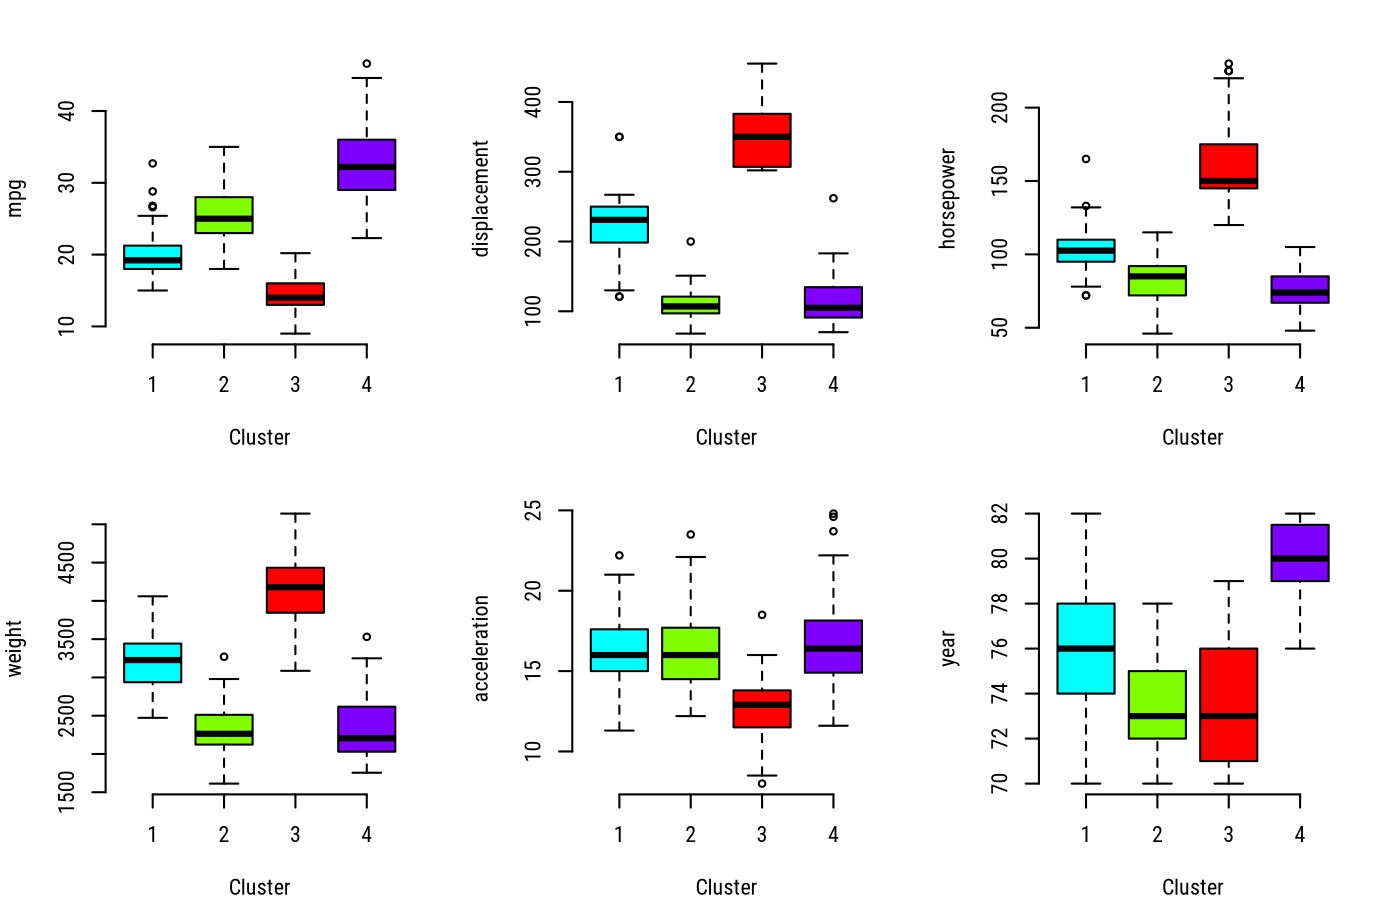 mpg
40
30
20
10
1 2 3 4
Cluster
displacement
400
300
200
100
1 2 3 4
Cluster
horsepower
200
150
100
50
1 2 3 4
Cluster
weight
4500
3500
2500
1500
1 2 3 4
Cluster
acceleration
25
20
15
10
1 2 3 4
Cluster
year
82
80
78
76
74
72
70
1 2 3 4
Cluster